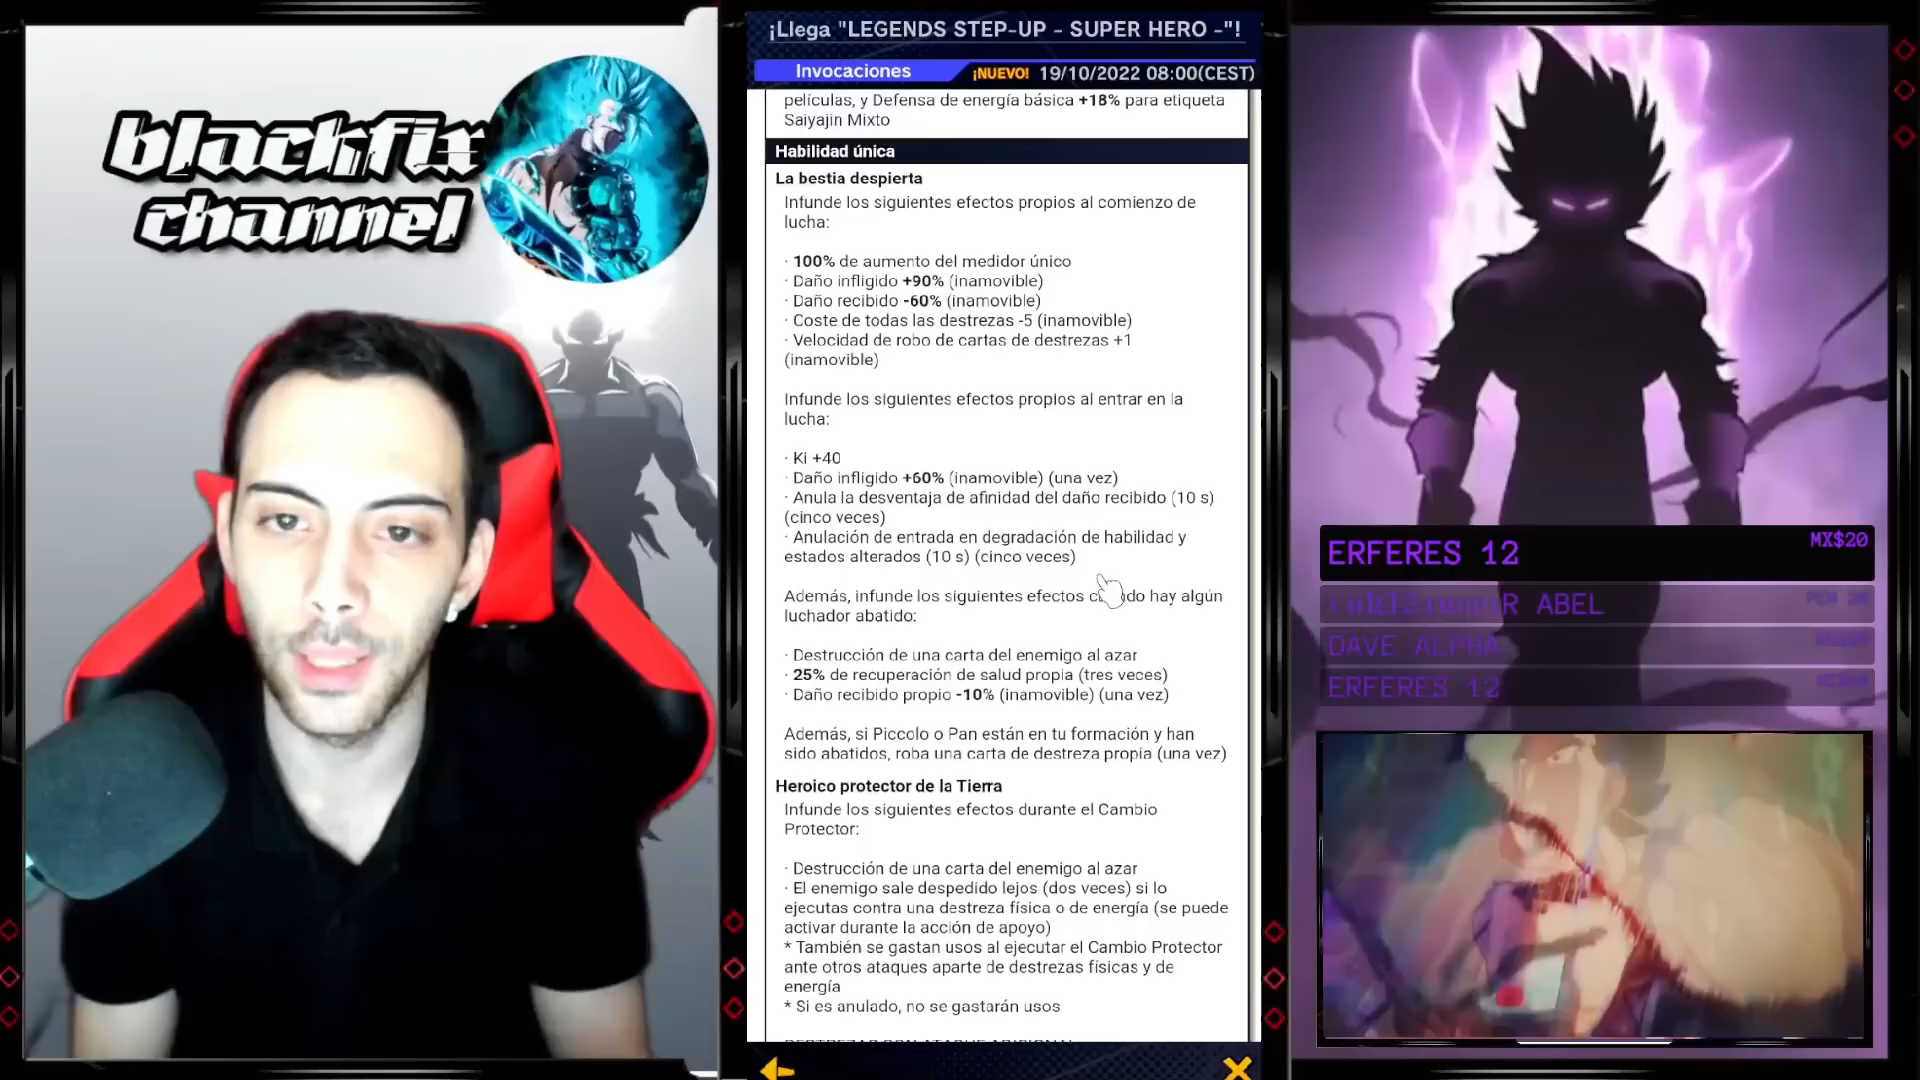 blackfix
channel
¡Llega "LEGENDS STEP-UP - SUPER HERO -"!
Invocaciones
¡NUEVO! 19/10/2022 08:00(CEST)
películas, y Defensa de energía básica +18% para etiqueta
Saiyajin Mixto
Habilidad única
La bestia despierta
Infunde los siguientes efectos propios al comienzo de
lucha:
· 100% de aumento del medidor único
· Daño infligido +90% (inamovible)
· Daño recibido -60% (inamovible)
· Coste de todas las destrezas -5 (inamovible)
· Velocidad de robo de cartas de destrezas +1
(inamovible)
Infunde los siguientes efectos propios al entrar en la
lucha:
· Ki +40
· Daño infligido +60% (inamovible) (una vez)
· Anula la desventaja de afinidad del daño recibido (10 s)
(cinco veces)
· Anulación de entrada en degradación de habilidad y
estados alterados (10 s) (cinco veces)
Además, infunde los siguientes efectos cuando hay algún
luchador abatido:
· Destrucción de una carta del enemigo al azar
· 25% de recuperación de salud propia (tres veces)
· Daño recibido propio -10% (inamovible) (una vez)
Además, si Piccolo o Pan están en tu formación y han
sido abatidos, roba una carta de destreza propia (una vez)
Heroico protector de la Tierra
Infunde los siguientes efectos durante el Cambio
Protector:
· Destrucción de una carta del enemigo al azar
· El enemigo sale despedido lejos (dos veces) si lo
ejecutas contra una destreza física o de energía (se puede
activar durante la acción de apoyo)
* También se gastan usos al ejecutar el Cambio Protector
ante otros ataques aparte de destrezas físicas y de
energía
* Si es anulado, no se gastarán usos
ERFERES 12 MX$20
ABEL
DAVE ALPHA
ERFERES 12